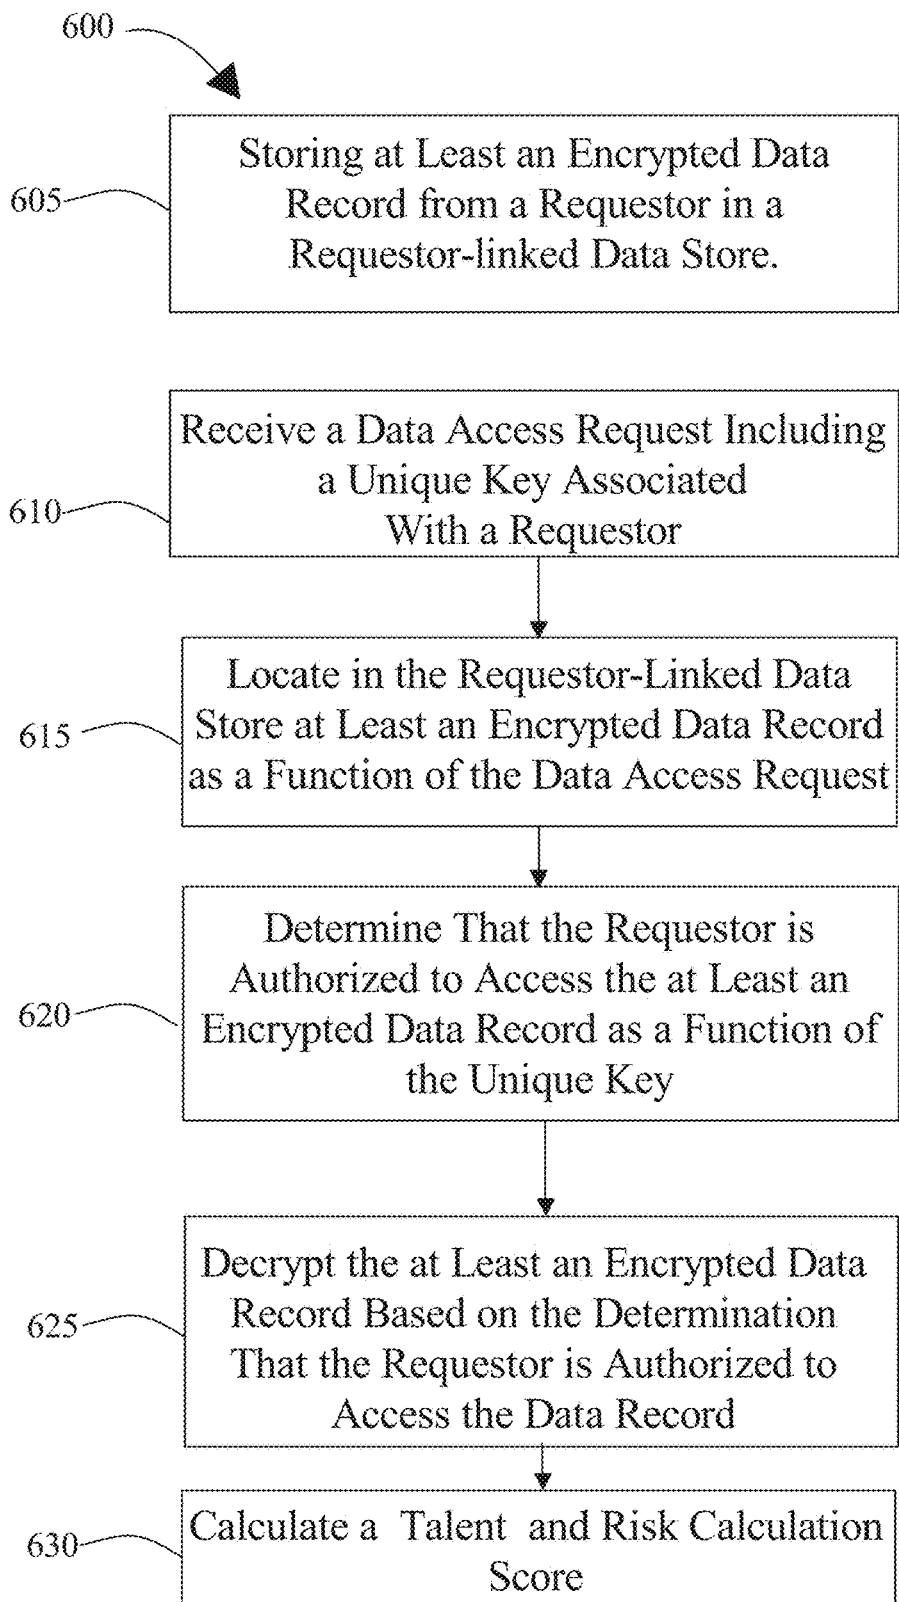 600
Storing at Least an Encrypted Data
605
Record from a Requestor in a
Requestor-linked Data Store.
Receive a Data Access Request Including
a Unique Key Associated
610
With a Requestor
Locate in the Requestor-Linked Data
615
Store at Least an Encrypted Data Record
as a Function of the Data Access Request
Determine That the Requestor is
Authorized to Access the at Least an
620
Encrypted Data Record as a Function of
the Unique Key
Decrypt the at Least an Encrypted Data
625
Record Based on the Determination
That the Requestor is Authorized to
Access the Data Record
630
Calculate a Talent and Risk Calculation
Score